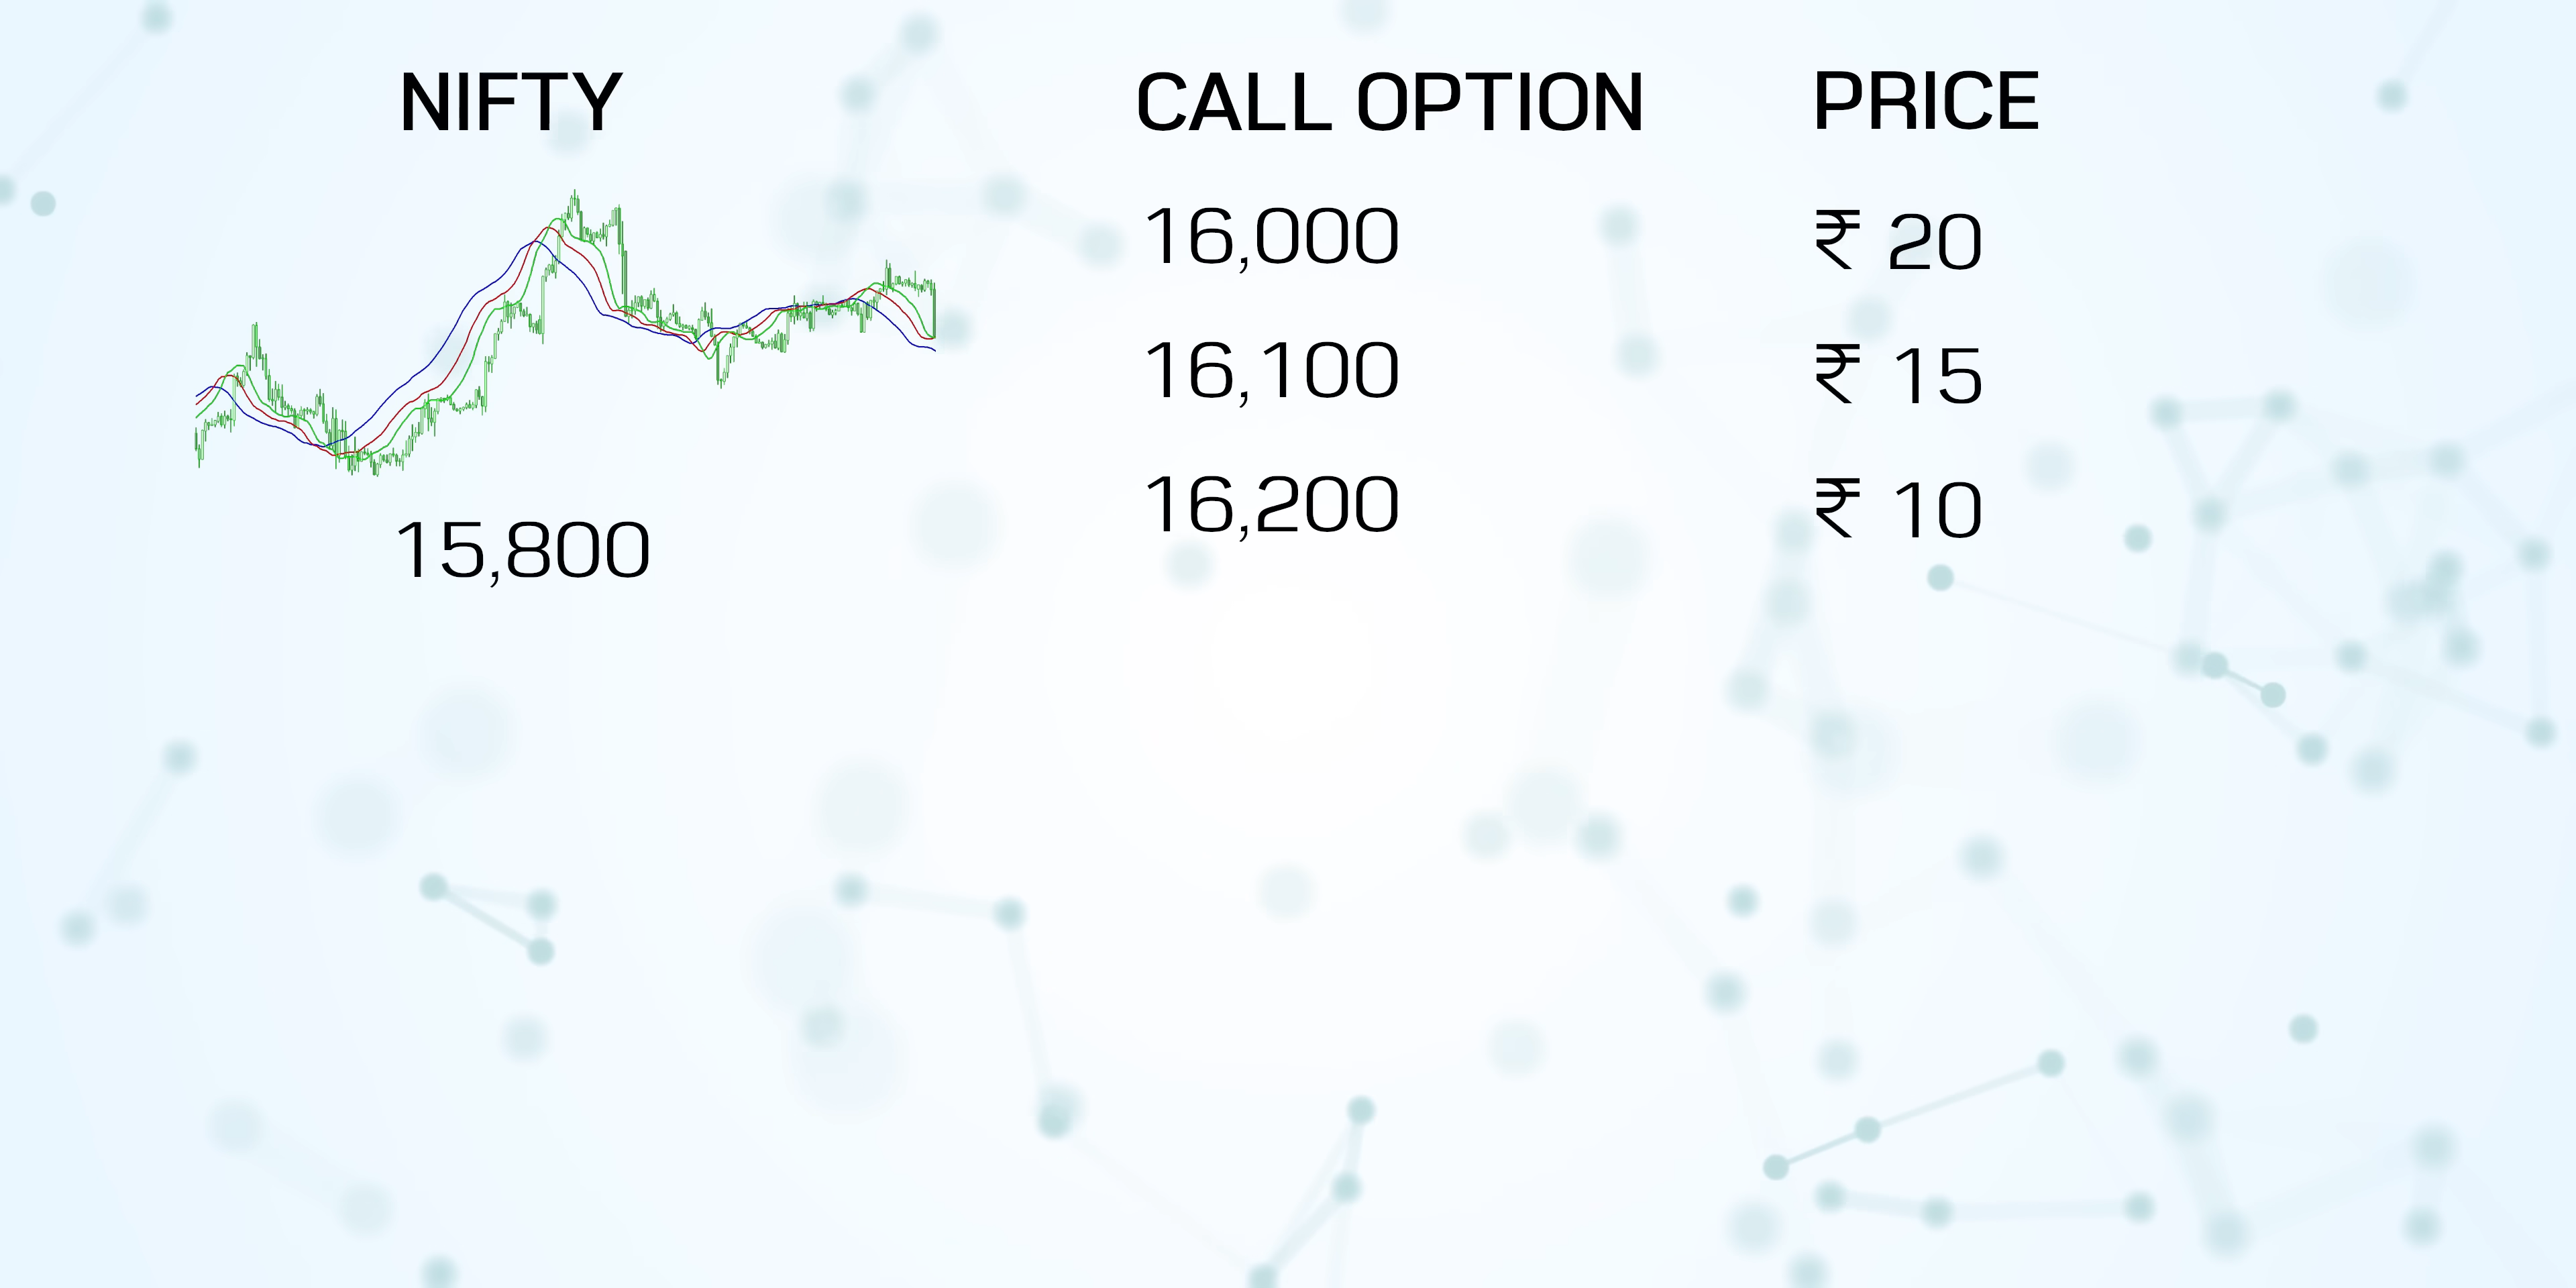 NIFTY CALL OPTION PRICE
16,000 ₹ 20
16,100 ₹ 15
16,200 ₹ 10
15,800